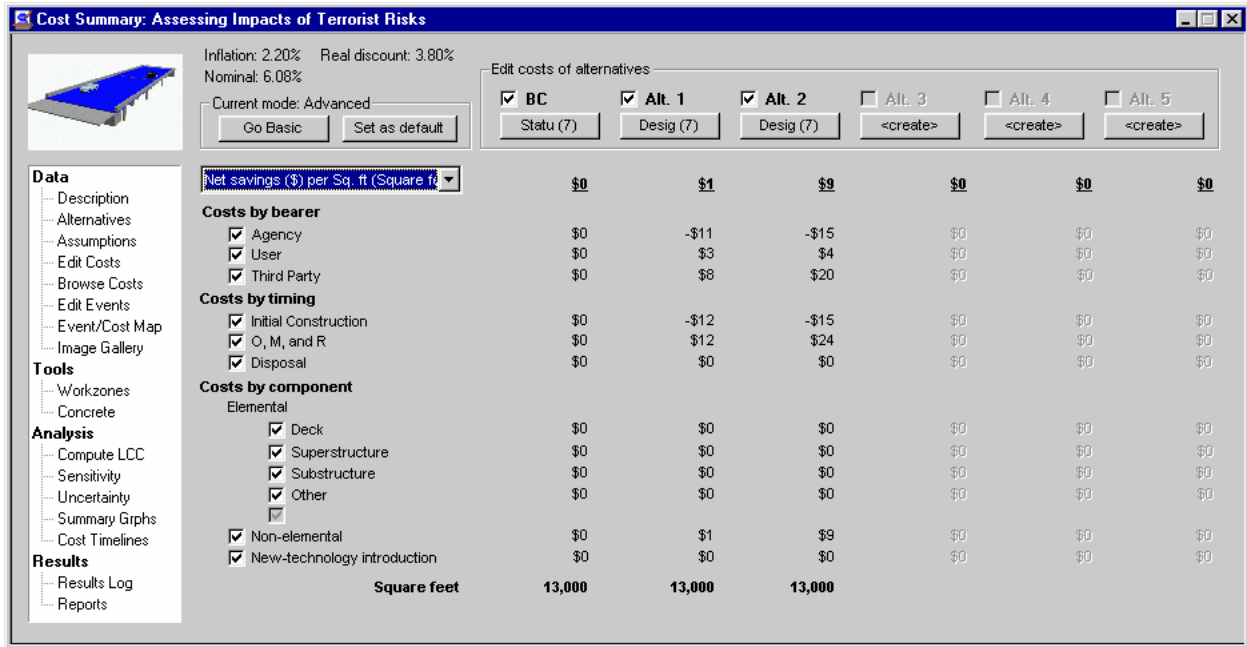 Cost Summary: Assessing Impacts of Terrorist Risks
Inflation: 2.20% Real discount: 3.80%
Nominal: 6.08%
Current mode: Advanced
Go Basic Set as default
Edit costs of alternatives
BC Alt. 1 Alt. 2 Alt. 3 Alt. 4 Alt. 5
Statu (7) Desig (7) Desig (7) <create> <create> <create>
Data
Description
Alternatives
Assumptions
Edit Costs
Browse Costs
Edit Events
Event/Cost Map
Image Gallery
Tools
Workzones
Concrete
Analysis
Compute LCC
Sensitivity
Uncertainty
Summary Grphs
Cost Timelines
Results
Results Log
Reports
Net savings ($) per Sq. ft (Square fe $0 $1 $9 $0 $0 $0
Costs by bearer
Agency $0 -$11 -$15 $0 $0 $0
User $0 $3 $4 $0 $0 $0
Third Party $0 $8 $20 $0 $0 $0
Costs by timing
Initial Construction $0 -$12 -$15 $0 $0 $0
O, M, and R $0 $12 $24 $0 $0 $0
Disposal $0 $0 $0 $0 $0 $0
Costs by component
Elemental
Deck $0 $0 $0 $0 $0 $0
Superstructure $0 $0 $0 $0 $0 $0
Substructure $0 $0 $0 $0 $0 $0
Other $0 $0 $0 $0 $0 $0
Non-elemental $0 $1 $9 $0 $0 $0
New-technology introduction $0 $0 $0 $0 $0 $0
Square feet 13,000 13,000 13,000